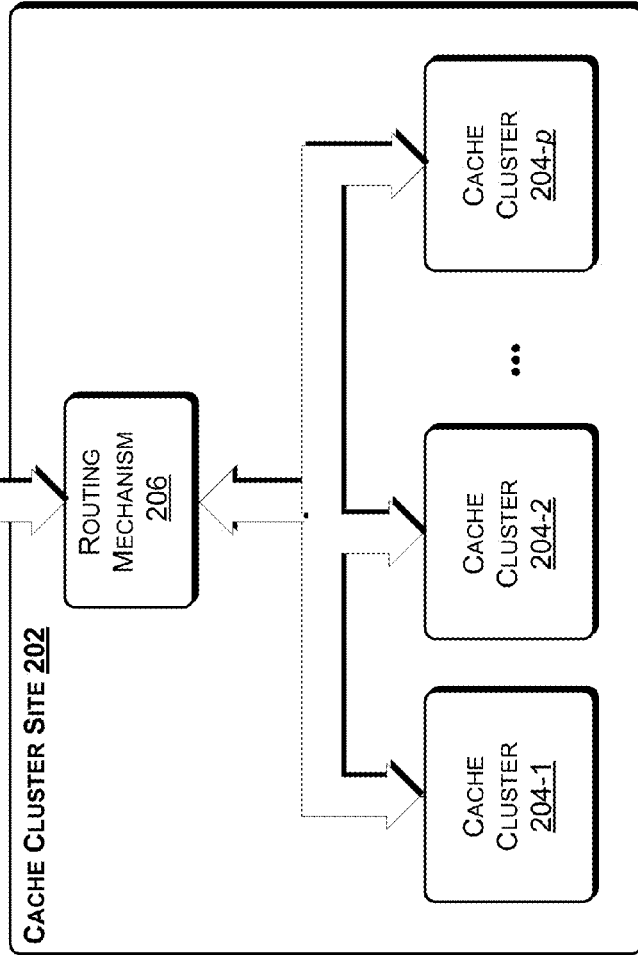 CACHE CLUSTER SITE 202
ROUTING
MECHANISM
206
CACHE
CLUSTER
204-1
CACHE
CLUSTER
204-2
...
CACHE
CLUSTER
204-p